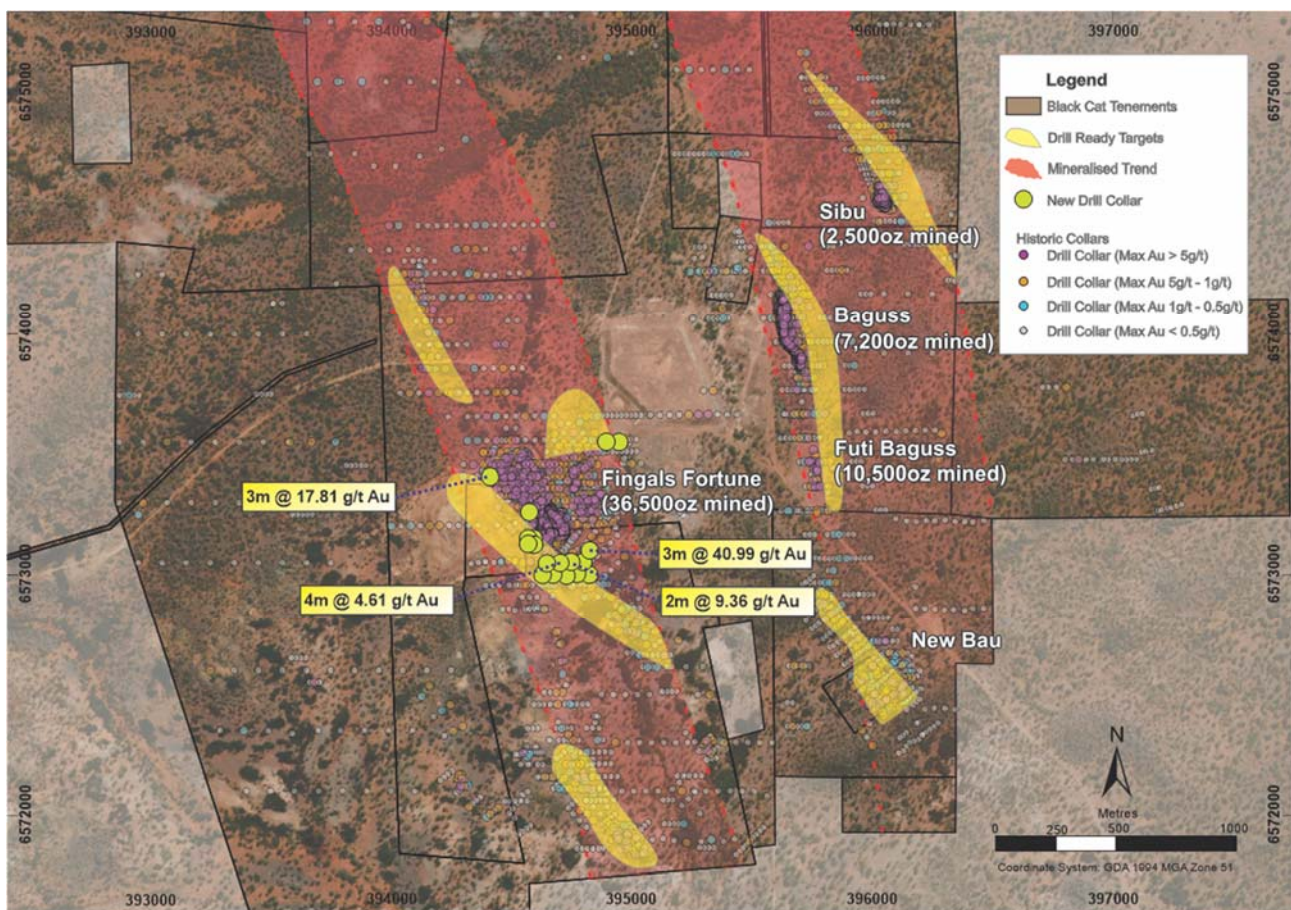 393000
394000
395000
396000
397000
6575000
6575000
Legend
Black Cat Tenements
Drill Ready Targets
Mineralised Trend
New Drill Collar
Historic Collars
Drill Collar (Max Au > 5g/t)
Drill Collar (Max Au 5g/t - 1g/t)
Drill Collar (Max Au 1g/t - 0.5g/t)
Drill Collar (Max Au < 0.5g/t)
Sibu
(2,500oz mined)
6574000
6574000
Baguss
(7,200oz mined)
Futi Baguss
(10,500oz mined)
Fingals Fortune
(36,500oz mined)
3m @ 17.81 g/t Au
3m @ 40.99 g/t Au
6573000
6573000
4m @ 4.61 g/t Au
2m @ 9.36 g/t Au
New Bau
N
Metres
0 250 500 1000
Coordinate System: GDA 1994 MGA Zone 51
6572000
6572000
393000
394000
395000
396000
397000